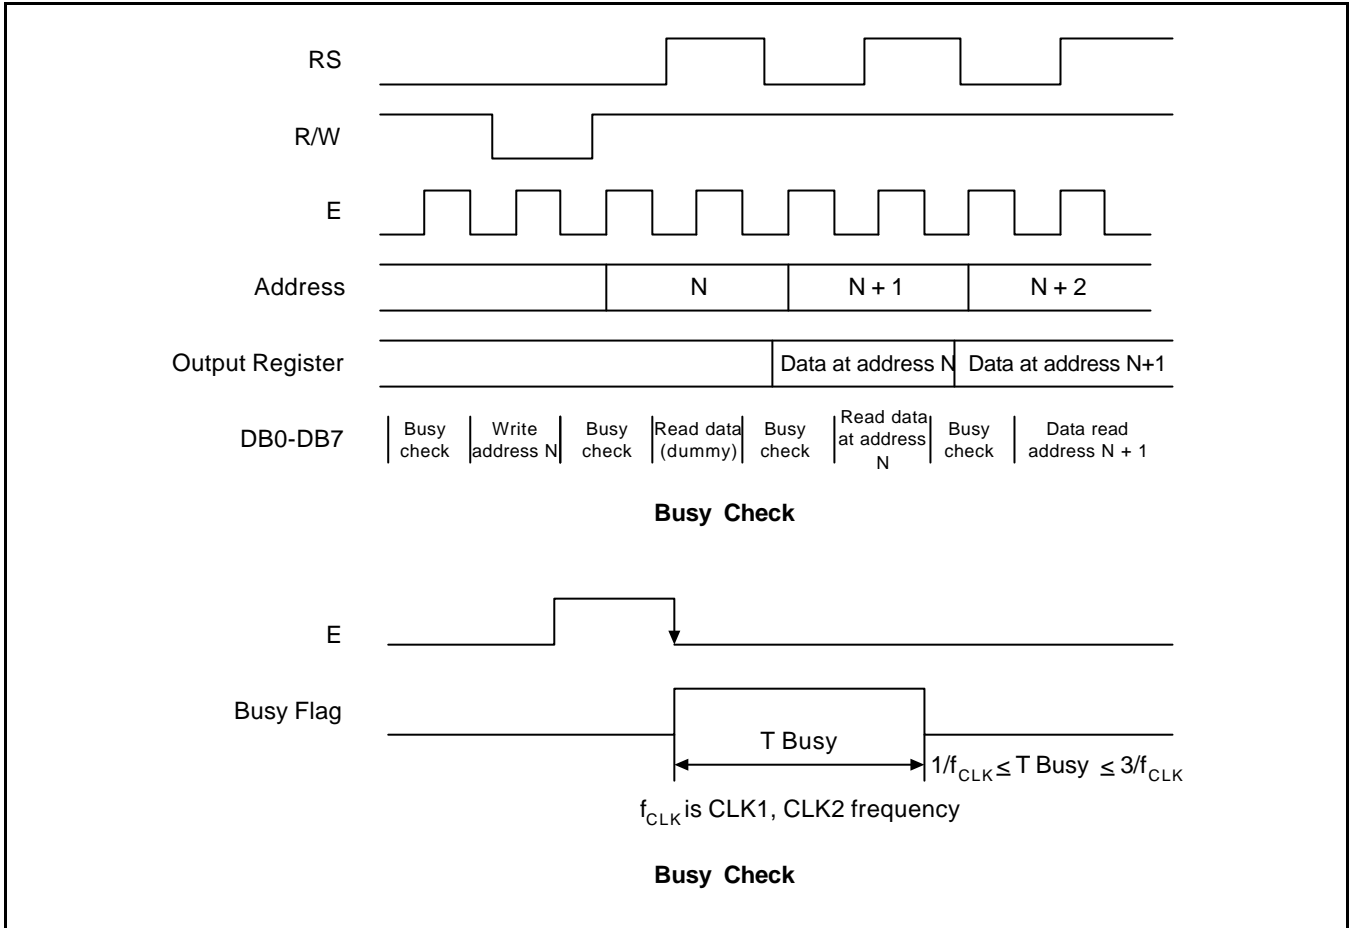 RS
R/W
E
Address
N
N + 1
N + 2
Output Register
Data at address N
Data at address N+1
DB0-DB7
Busy
check
Write
address N
Busy
check
Read data
(dummy)
Busy
check
Read data
at address
N
Busy
check
Data read
address N + 1
Busy Check
E
Busy Flag
T Busy
1/fCLK ≤ T Busy ≤ 3/fCLK
fCLK is CLK1, CLK2 frequency
Busy Check